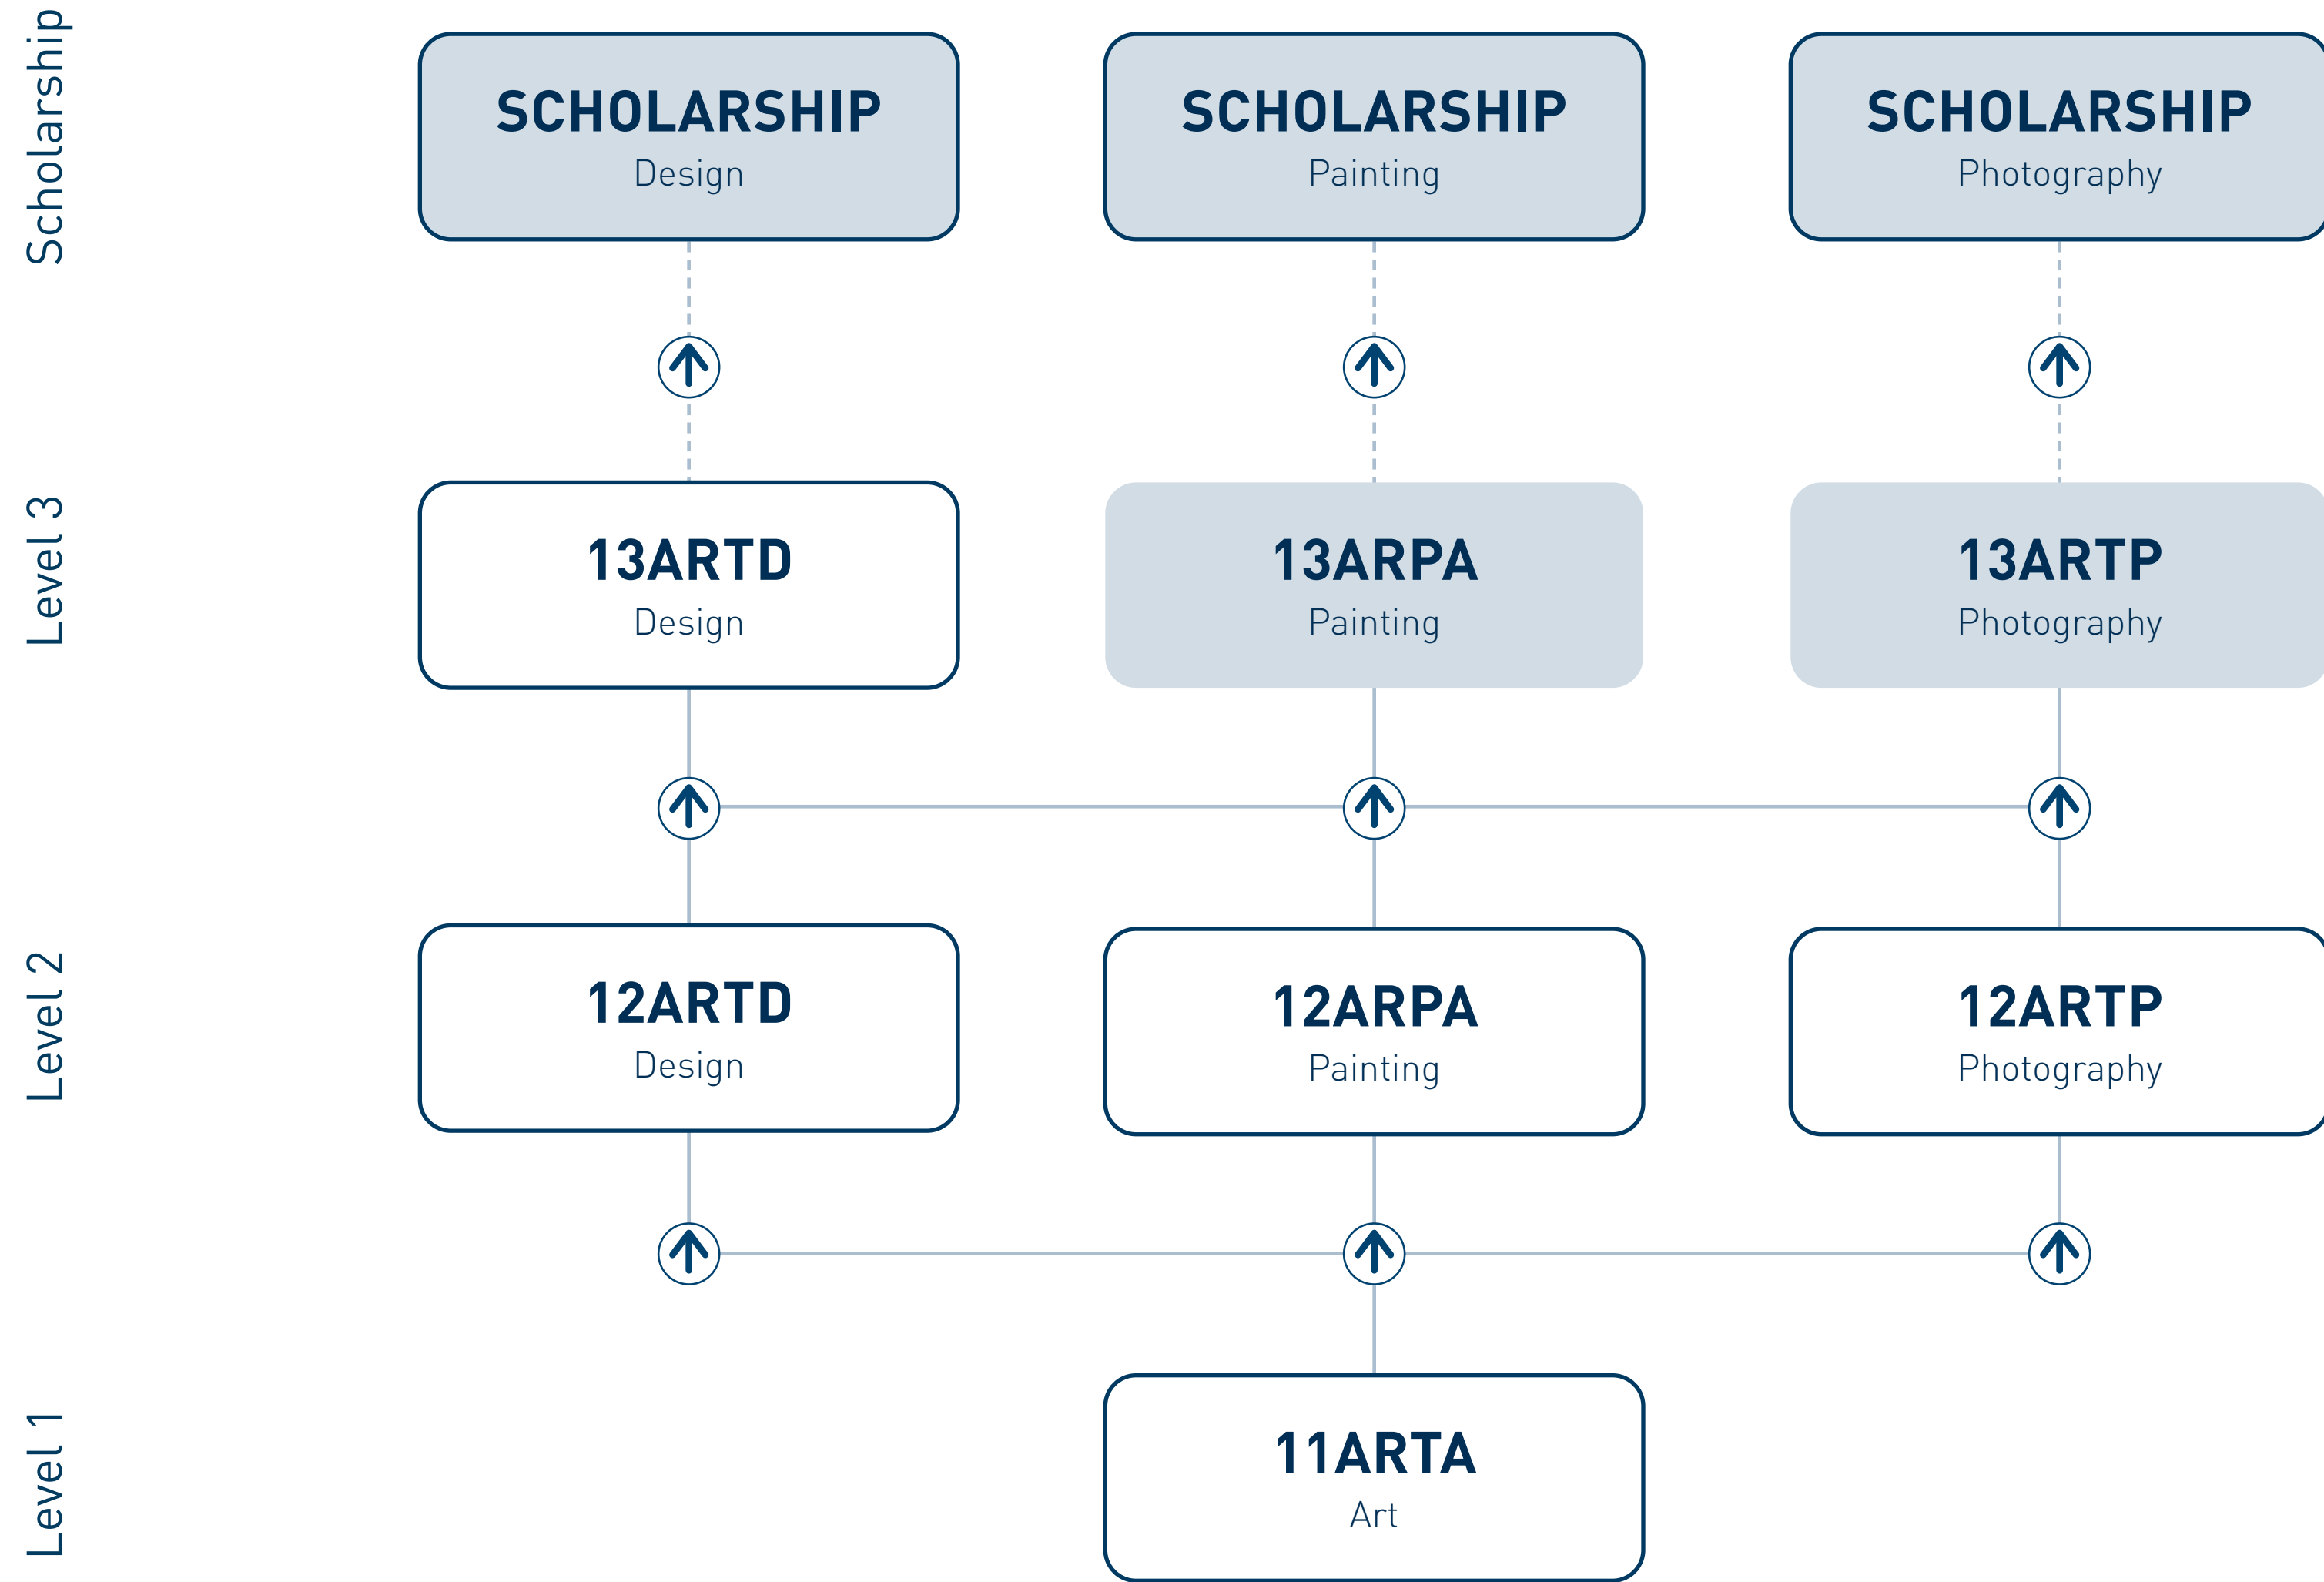 Scholarship
SCHOLARSHIP
Design
SCHOLARSHIP
Painting
SCHOLARSHIP
Photography
Level 3
13ARTD
Design
13ARPA
Painting
13ARTP
Photography
Level 2
12ARTD
Design
12ARPA
Painting
12ARTP
Photography
Level 1
11ARTA
Art